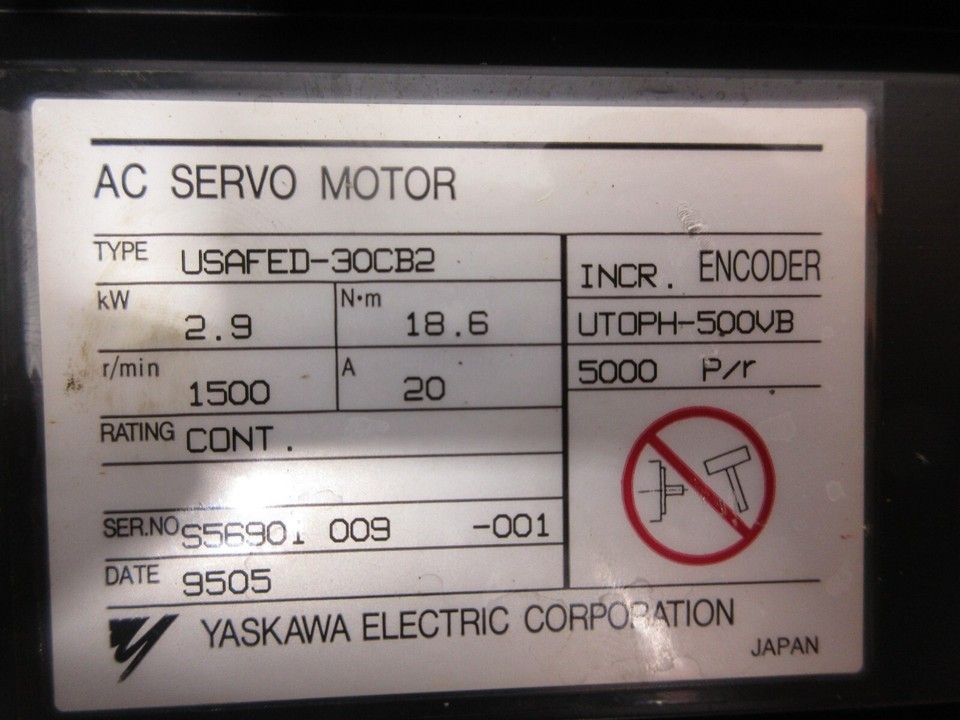 AC SERVO MOTOR
TYPE USAFED-30CB2
INCR. ENCODER
kW 2.9 N·m 18.6
UTOPH-500VB
r/min 1500 A 20
5000 P/r
RATING CONT.
SER.NO S56901 009 -001
DATE 9505
YASKAWA ELECTRIC CORPORATION
JAPAN